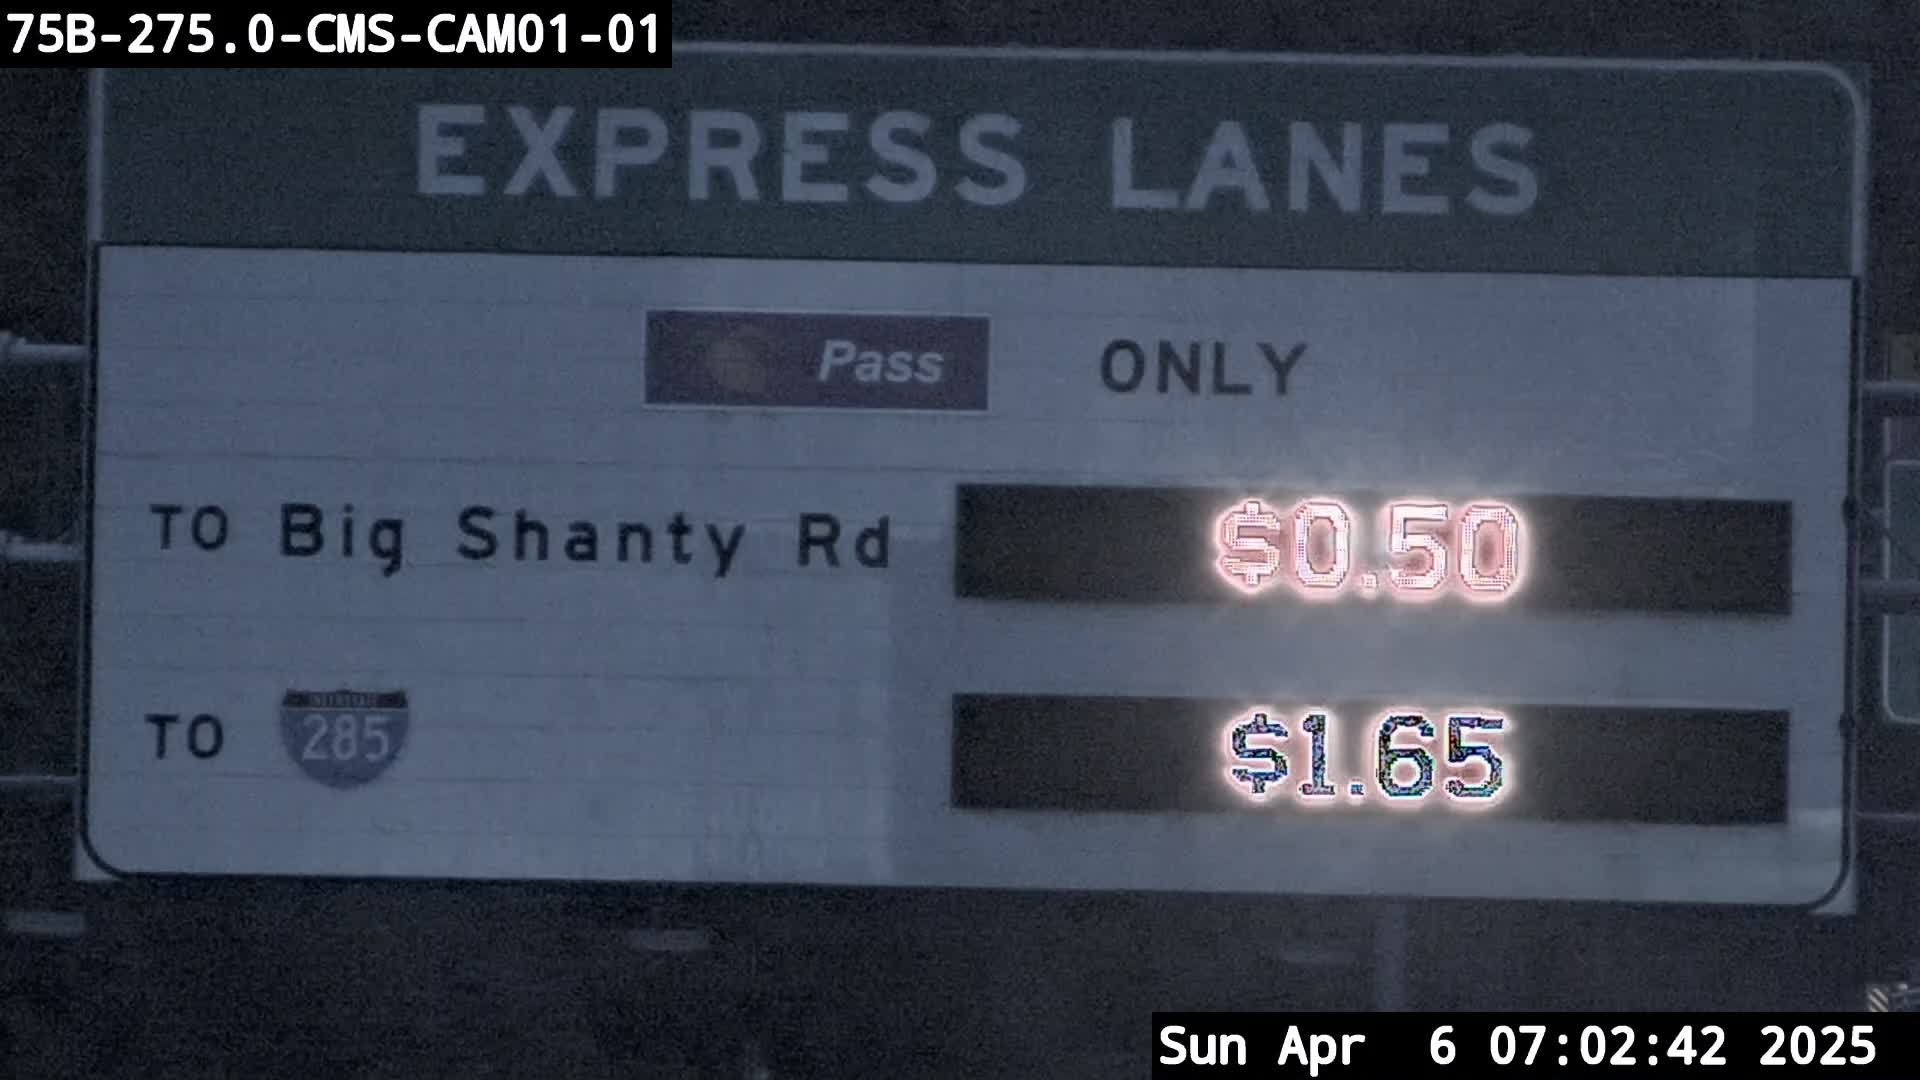 75B-275.0-CMS-CAM01-01
EXPRESS LANES
Pass ONLY
TO Big Shanty Rd $0.50
INTERSTATE
TO 285 $1.65
Sun Apr 6 07:02:42 2025